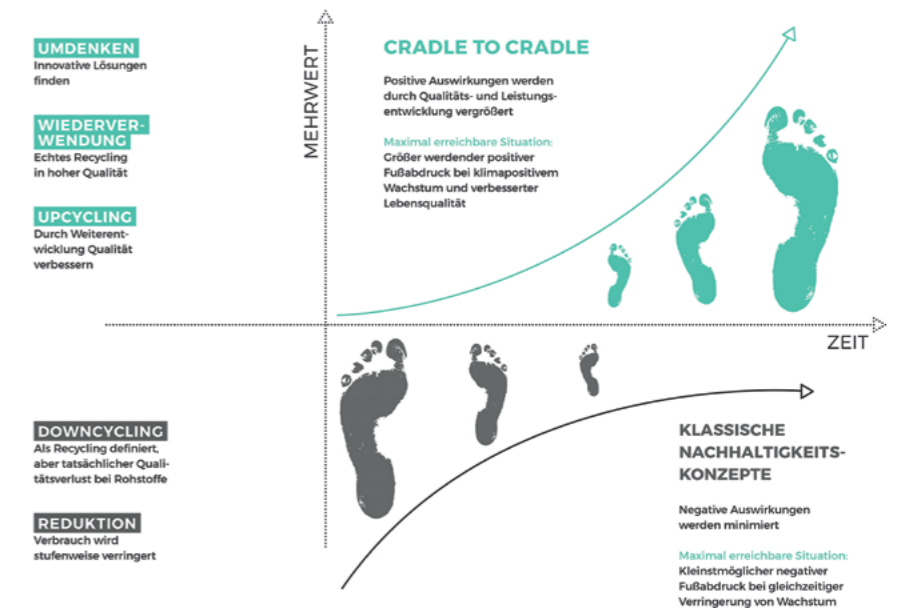 UMDENKEN
Innovative Lösungen
finden
WIEDERVER-
WENDUNG
Echtes Recycling
in hoher Qualität
UPCYCLING
Durch Weiterent-
wicklung Qualität
verbessern
DOWNCYCLING
Als Recycling definiert,
aber tatsächlicher Quali-
tätsverlust bei Rohstoffe
REDUKTION
Verbrauch wird
stufenweise verringert
MEHRWERT
CRADLE TO CRADLE
Positive Auswirkungen werden
durch Qualitäts- und Leistungs-
entwicklung vergrößert
Maximal erreichbare Situation:
Größer werdender positiver
Fußabdruck bei klimapositivem
Wachstum und verbesserter
Lebensqualität
ZEIT
KLASSISCHE
NACHHALTIGKEITS-
KONZEPTE
Negative Auswirkungen
werden minimiert
Maximal erreichbare Situation:
Kleinstmöglicher negativer
Fußabdruck bei gleichzeitiger
Verringerung von Wachstum